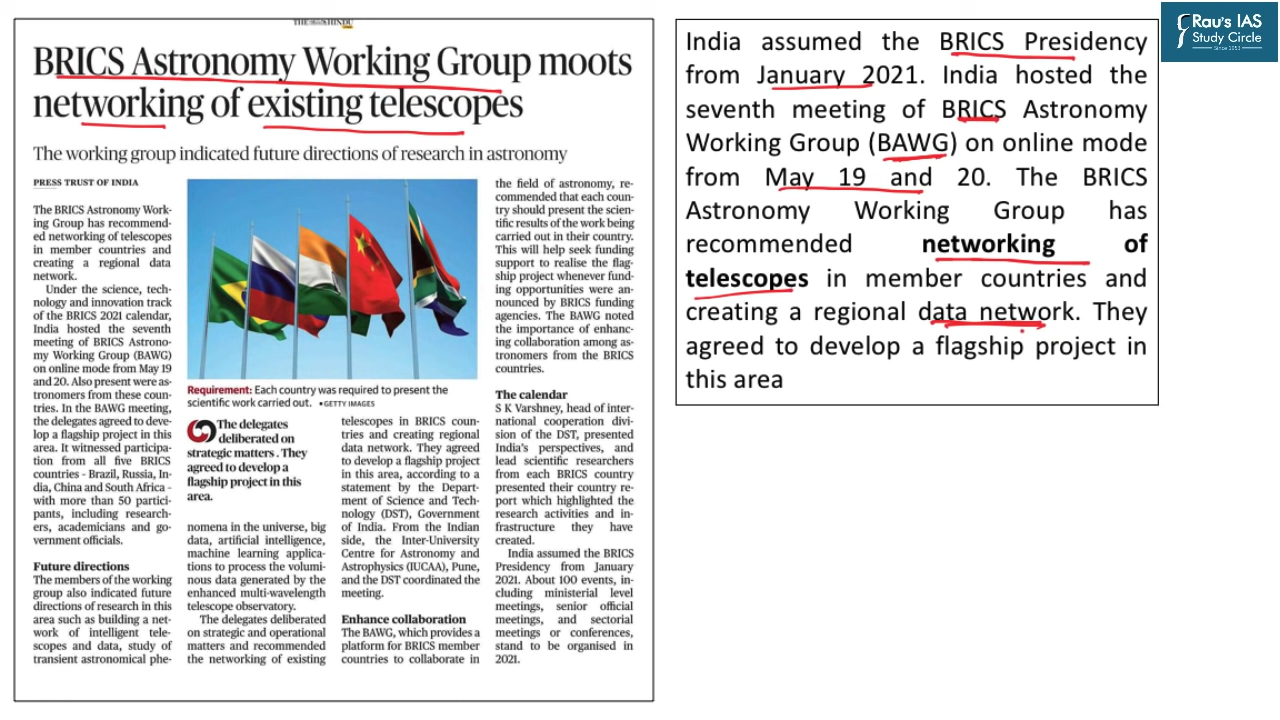 THE HINDU
BRICS Astronomy Working Group moots
networking of existing telescopes
The working group indicated future directions of research in astronomy
PRESS TRUST OF INDIA
The BRICS Astronomy Work-
ing Group has recommend-
ed networking of telescopes
in member countries and
creating a regional data
network.
Under the science, tech-
nology and innovation track
of the BRICS 2021 calendar,
India hosted the seventh
meeting of BRICS Astrono-
my Working Group (BAWG)
on online mode from May 19
and 20. Also present were as-
tronomers from these coun-
tries. In the BAWG meeting,
the delegates agreed to deve-
lop a flagship project in this
area. It witnessed participa-
tion from all five BRICS
countries - Brazil, Russia, In-
dia, China and South Africa -
with more than 50 partici-
pants, including research-
ers, academicians and go-
vernment officials.
Future directions
The members of the working
group also indicated future
directions of research in this
area such as building a net-
work of intelligent tele-
scopes and data, study of
transient astronomical phe-
Requirement: Each country was required to present the
scientific work carried out. • GETTY IMAGES
The delegates
deliberated on
strategic matters . They
agreed to develop a
flagship project in this
area.
nomena in the universe, big
data, artificial intelligence,
machine learning applica-
tions to process the volumi-
nous data generated by the
enhanced multi-wavelength
telescope observatory.
The delegates deliberated
on strategic and operational
matters and recommended
the networking of existing
telescopes in BRICS coun-
tries and creating regional
data network. They agreed
to develop a flagship project
in this area, according to a
statement by the Depart-
ment of Science and Tech-
nology (DST), Government
of India. From the Indian
side, the Inter-University
Centre for Astronomy and
Astrophysics (IUCAA), Pune,
and the DST coordinated the
meeting.
Enhance collaboration
The BAWG, which provides a
platform for BRICS member
countries to collaborate in
the field of astronomy, re-
commended that each coun-
try should present the scien-
tific results of the work being
carried out in their country.
This will help seek funding
support to realise the flag-
ship project whenever fund-
ing opportunities were an-
nounced by BRICS funding
agencies. The BAWG noted
the importance of enhanc-
ing collaboration among as-
tronomers from the BRICS
countries.
The calendar
S K Varshney, head of inter-
national cooperation divi-
sion of the DST, presented
India's perspectives, and
lead scientific researchers
from each BRICS country
presented their country re-
port which highlighted the
research activities and in-
frastructure they have
created.
India assumed the BRICS
Presidency from January
2021. About 100 events, in-
cluding ministerial level
meetings, senior official
meetings, and sectorial
meetings or conferences,
stand to be organised in
2021.
India assumed the BRICS Presidency
from January 2021. India hosted the
seventh meeting of BRICS Astronomy
Working Group (BAWG) on online mode
from May 19 and 20. The BRICS
Astronomy Working Group has
recommended networking of
telescopes in member countries and
creating a regional data network. They
agreed to develop a flagship project in
this area
Rau's IAS
Study Circle
Since 1953